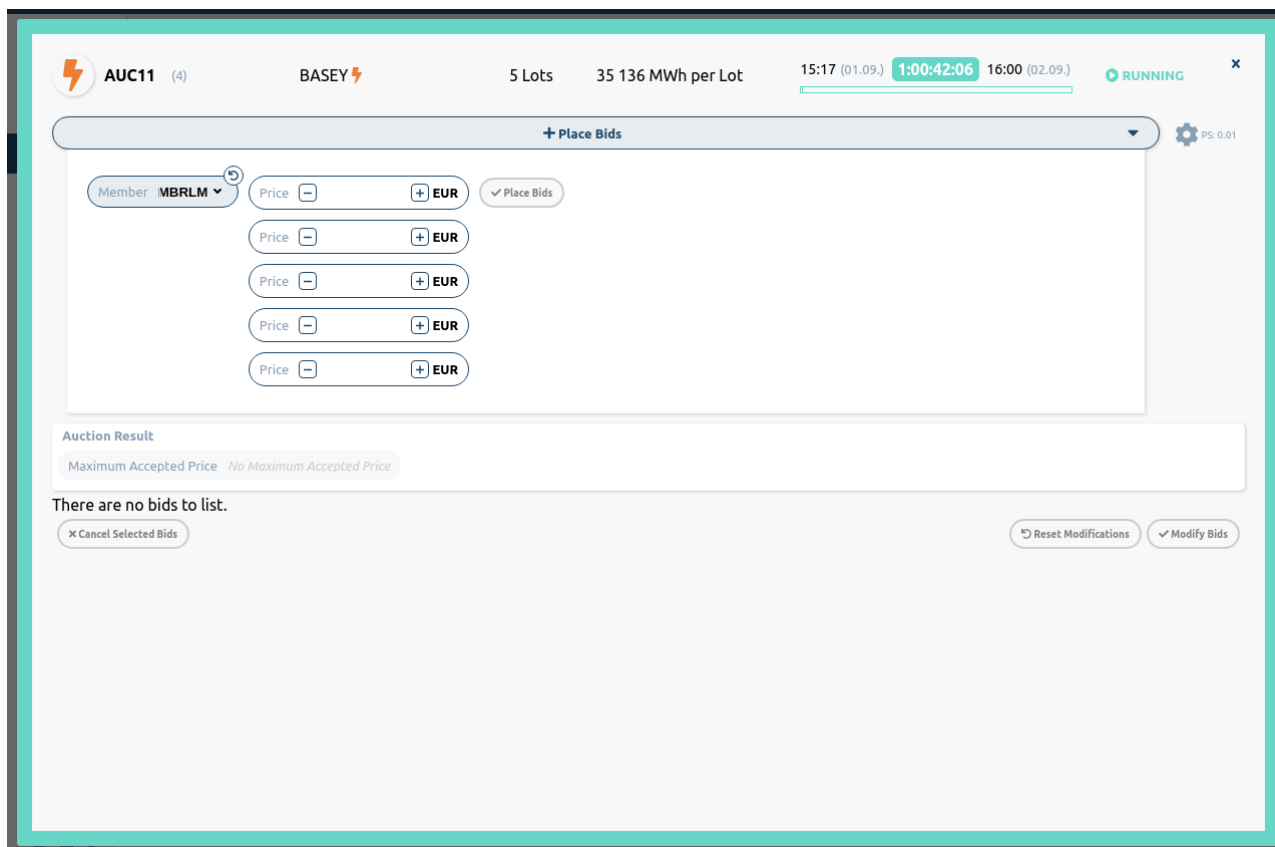 AUC11 (4) BASEY 5 Lots 35 136 MWh per Lot 15:17 (01.09.) 1:00:42:06 16:00 (02.09.) RUNNING
Place Bids PS: 0.01
Member MBRLM Price EUR Place Bids
Price EUR
Price EUR
Price EUR
Price EUR
Auction Result
Maximum Accepted Price No Maximum Accepted Price
There are no bids to list.
Cancel Selected Bids Reset Modifications Modify Bids